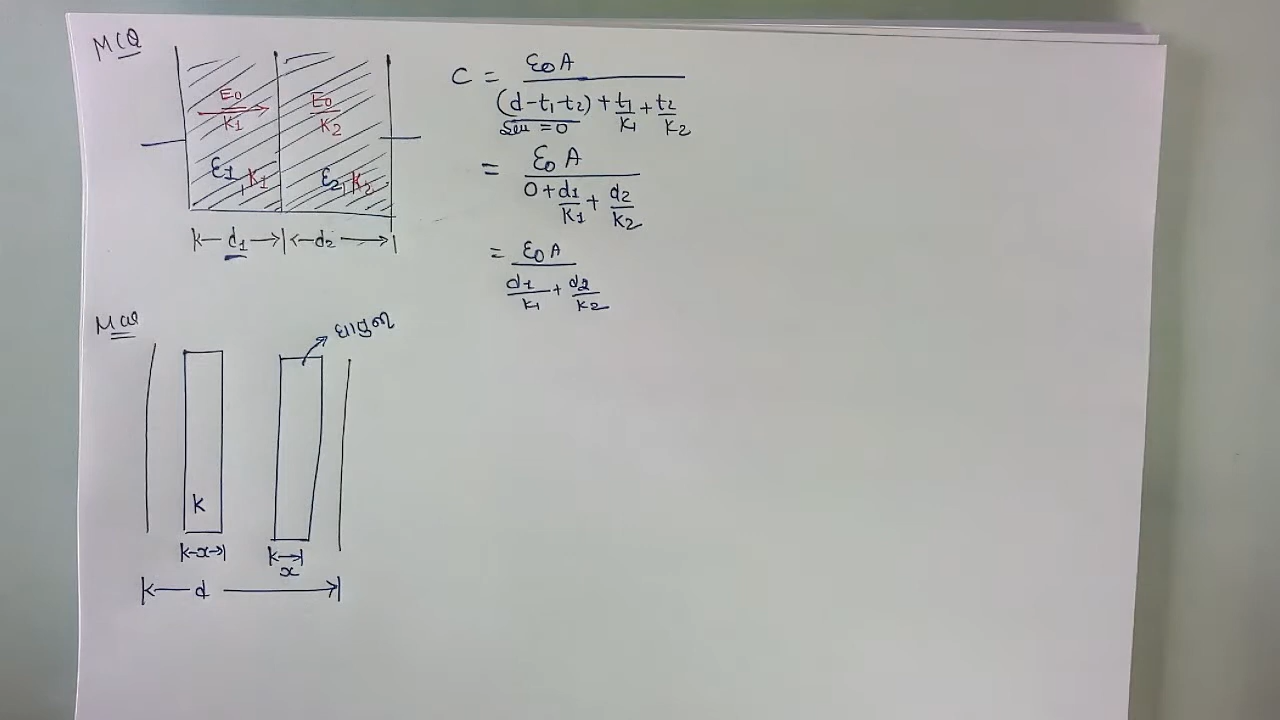 MCQ
E₀/K₁
E₀/K₂
ε₁, K₁
ε₂, K₂
d₁
d₂
C = ε₀A / ((d-t₁-t₂) + t₁/K₁ + t₂/K₂)
= 0
= ε₀A / (0 + d₁/K₁ + d₂/K₂)
= ε₀A / (d₁/K₁ + d₂/K₂)
MCQ
K
x
x
d